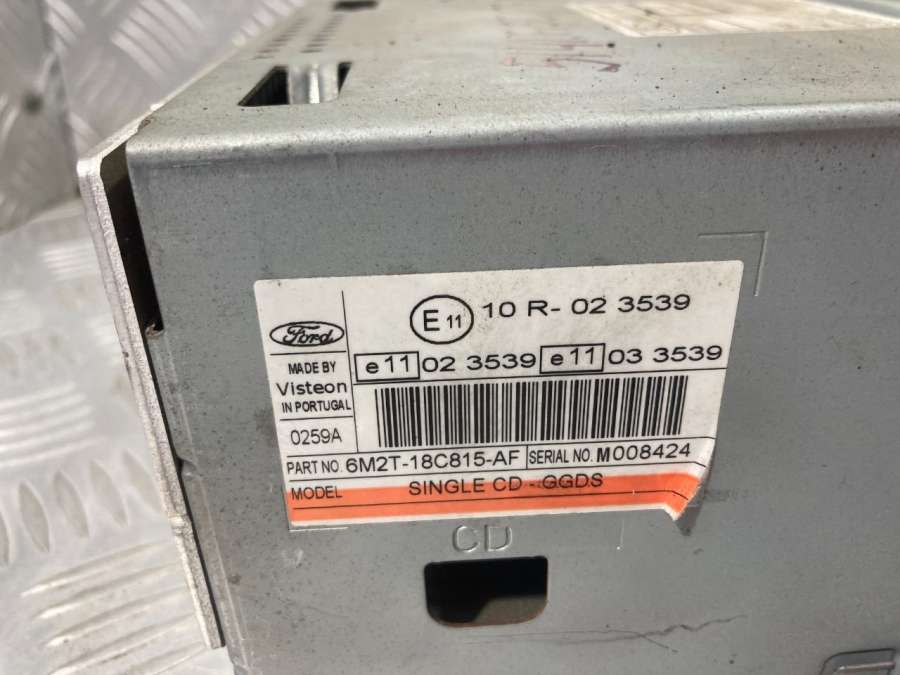 Ford
MADE BY
Visteon
IN PORTUGAL
0259A
E 11 10 R- 02 3539
e11 02 3539 e11 03 3539
PART NO. 6M2T-18C815-AF SERIAL NO. M008424
MODEL SINGLE CD - GGDS
CD